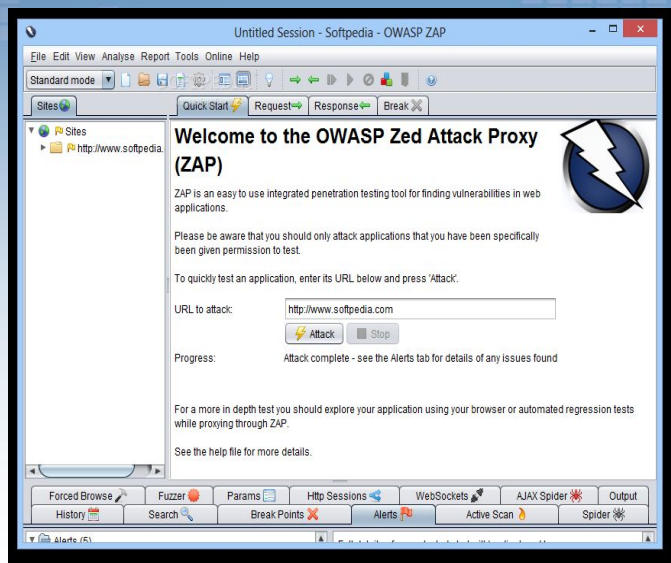 Untitled Session - Softpedia - OWASP ZAP
File Edit View Analyse Report Tools Online Help
Standard mode
Sites
Quick Start Request Response Break
Sites
http://www.softpedia.
Welcome to the OWASP Zed Attack Proxy
(ZAP)
ZAP is an easy to use integrated penetration testing tool for finding vulnerabilities in web
applications.
Please be aware that you should only attack applications that you have been specifically
been given permission to test.
To quickly test an application, enter its URL below and press 'Attack'.
URL to attack: http://www.softpedia.com
Attack Stop
Progress: Attack complete - see the Alerts tab for details of any issues found
For a more in depth test you should explore your application using your browser or automated regression tests
while proxying through ZAP.
See the help file for more details.
Forced Browse Fuzzer Params Http Sessions WebSockets AJAX Spider Output
History Search Break Points Alerts Active Scan Spider
Alerts (5)